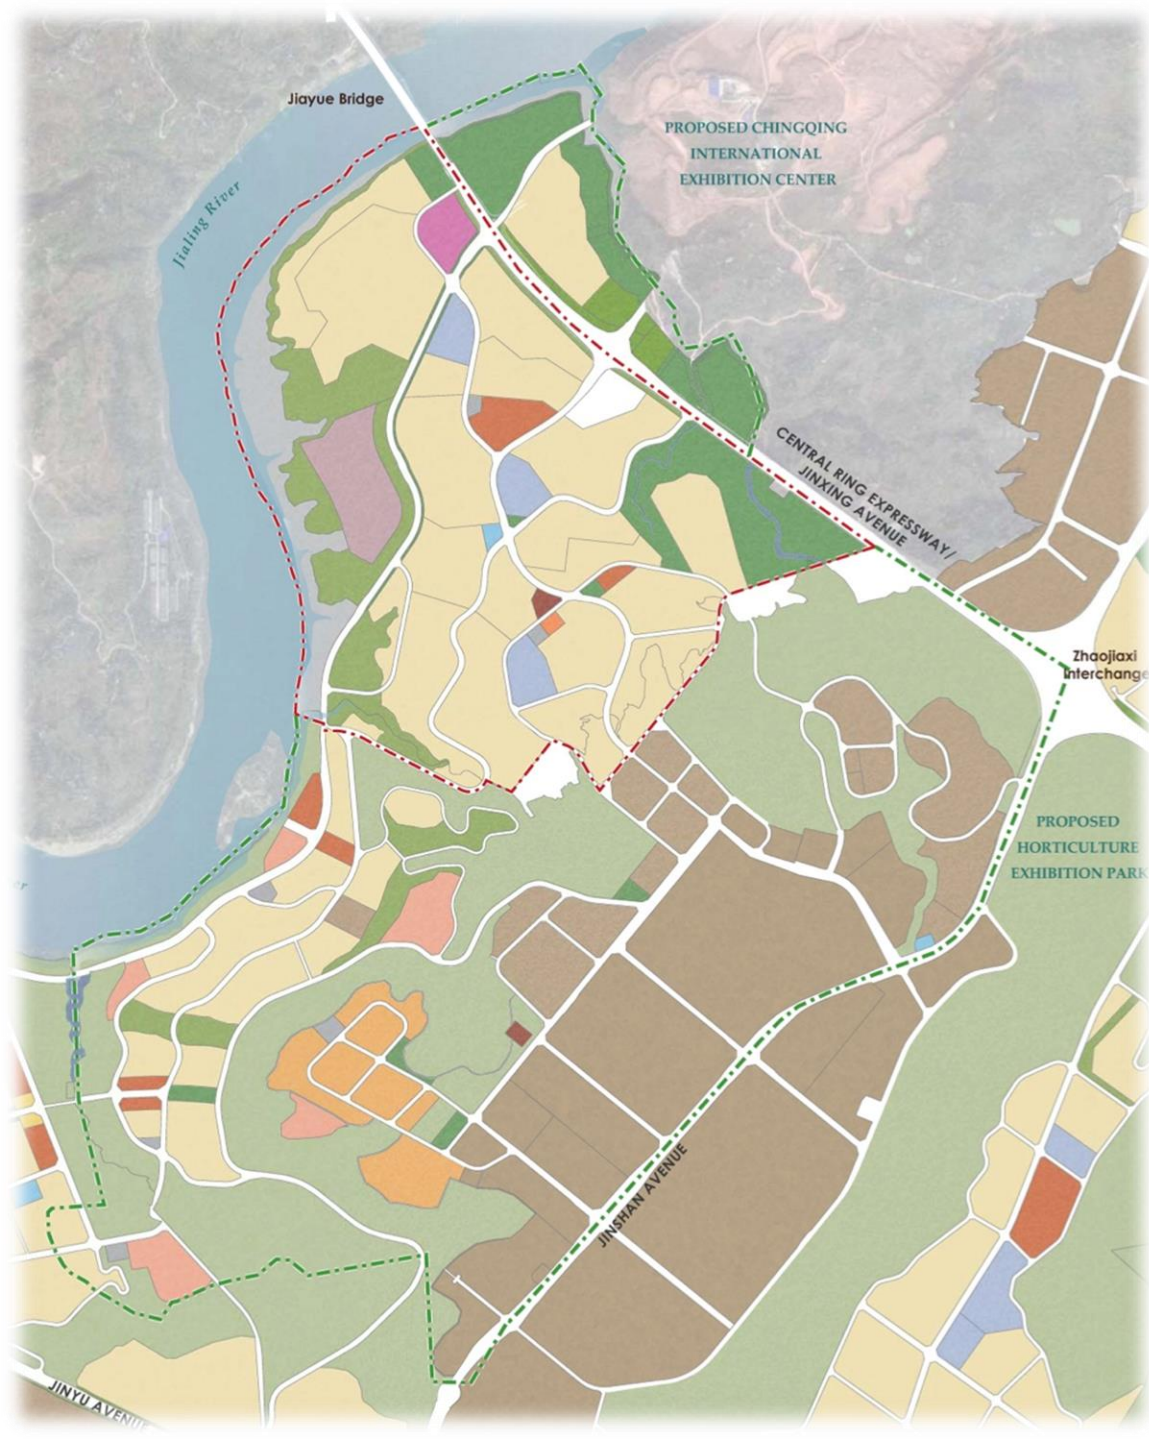 Jiayue Bridge
PROPOSED CHINGQING
INTERNATIONAL
EXHIBITION CENTER
Jialing River
CENTRAL RING EXPRESSWAY/
JINXING AVENUE
Zhaojiaxi
Interchange
PROPOSED
HORTICULTURE
EXHIBITION PARK
er
JINSHAN AVENUE
JINYU AVENUE